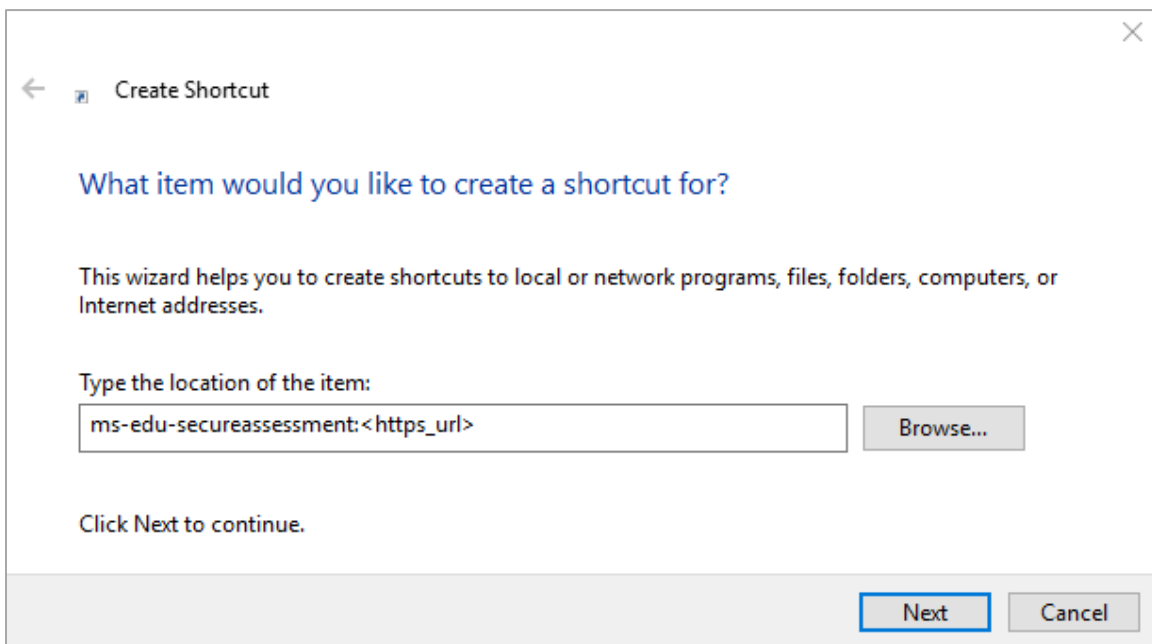 Create Shortcut
What item would you like to create a shortcut for?
This wizard helps you to create shortcuts to local or network programs, files, folders, computers, or
Internet addresses.
Type the location of the item:
ms-edu-secureassessment:<https_url>
Browse...
Click Next to continue.
Next
Cancel